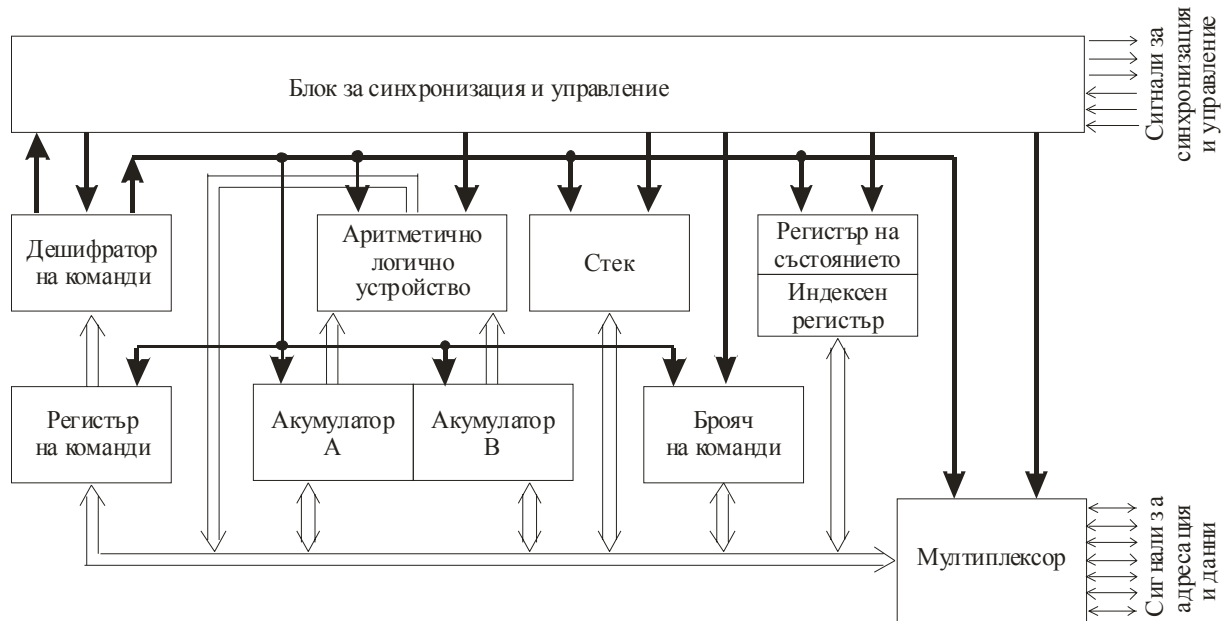 Блок за синхронизация и управление
Сигнали за
синхронизация
и управление
Дешифратор
на команди
Аритметично
логично
устройство
Стек
Регистър на
състоянието
Индексен
регистър
Регистър
на команди
Акумулатор
А
Акумулатор
В
Брояч
на команди
Мултиплексор
Сигнали за
адресация
и данни